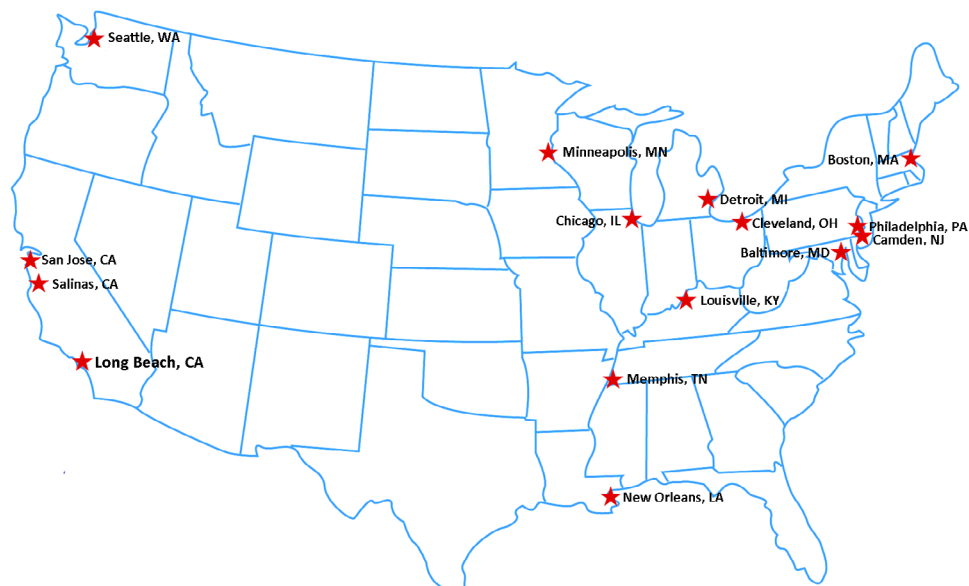 Seattle, WA
Minneapolis, MN
Boston, MA
Detroit, MI
Chicago, IL
Cleveland, OH
Philadelphia, PA
Camden, NJ
Baltimore, MD
San Jose, CA
Salinas, CA
Louisville, KY
Long Beach, CA
Memphis, TN
New Orleans, LA